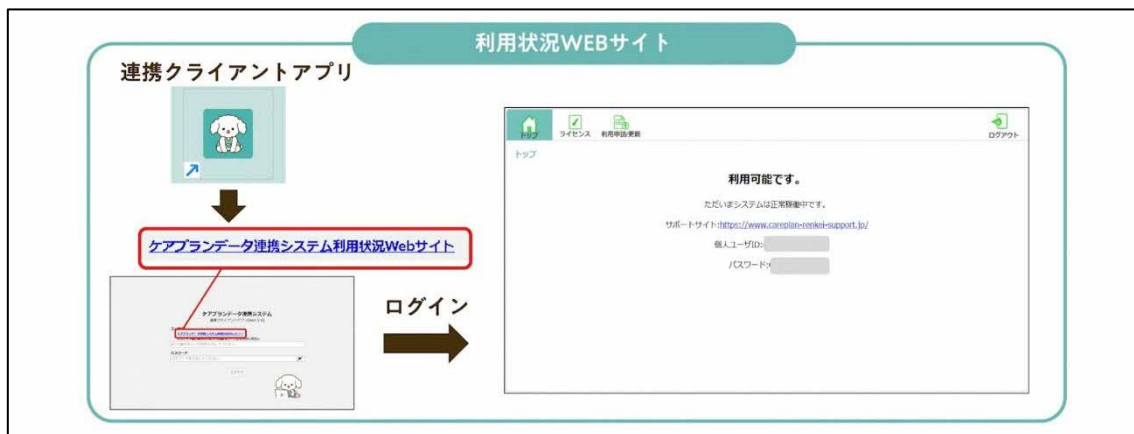 利用状況WEBサイト
連携クライアントアプリ
ケアプランデータ連携システム利用状況Webサイト
ケアプランデータ連携システム
パスワード
ログイン
トップ
ライセンス
利用申請/更新
ログアウト
トップ
利用可能です。
ただいまシステムは正常稼働中です。
サポートサイト:https://www.careplan-renkei-support.jp/
個人ユーザID:
パスワード: